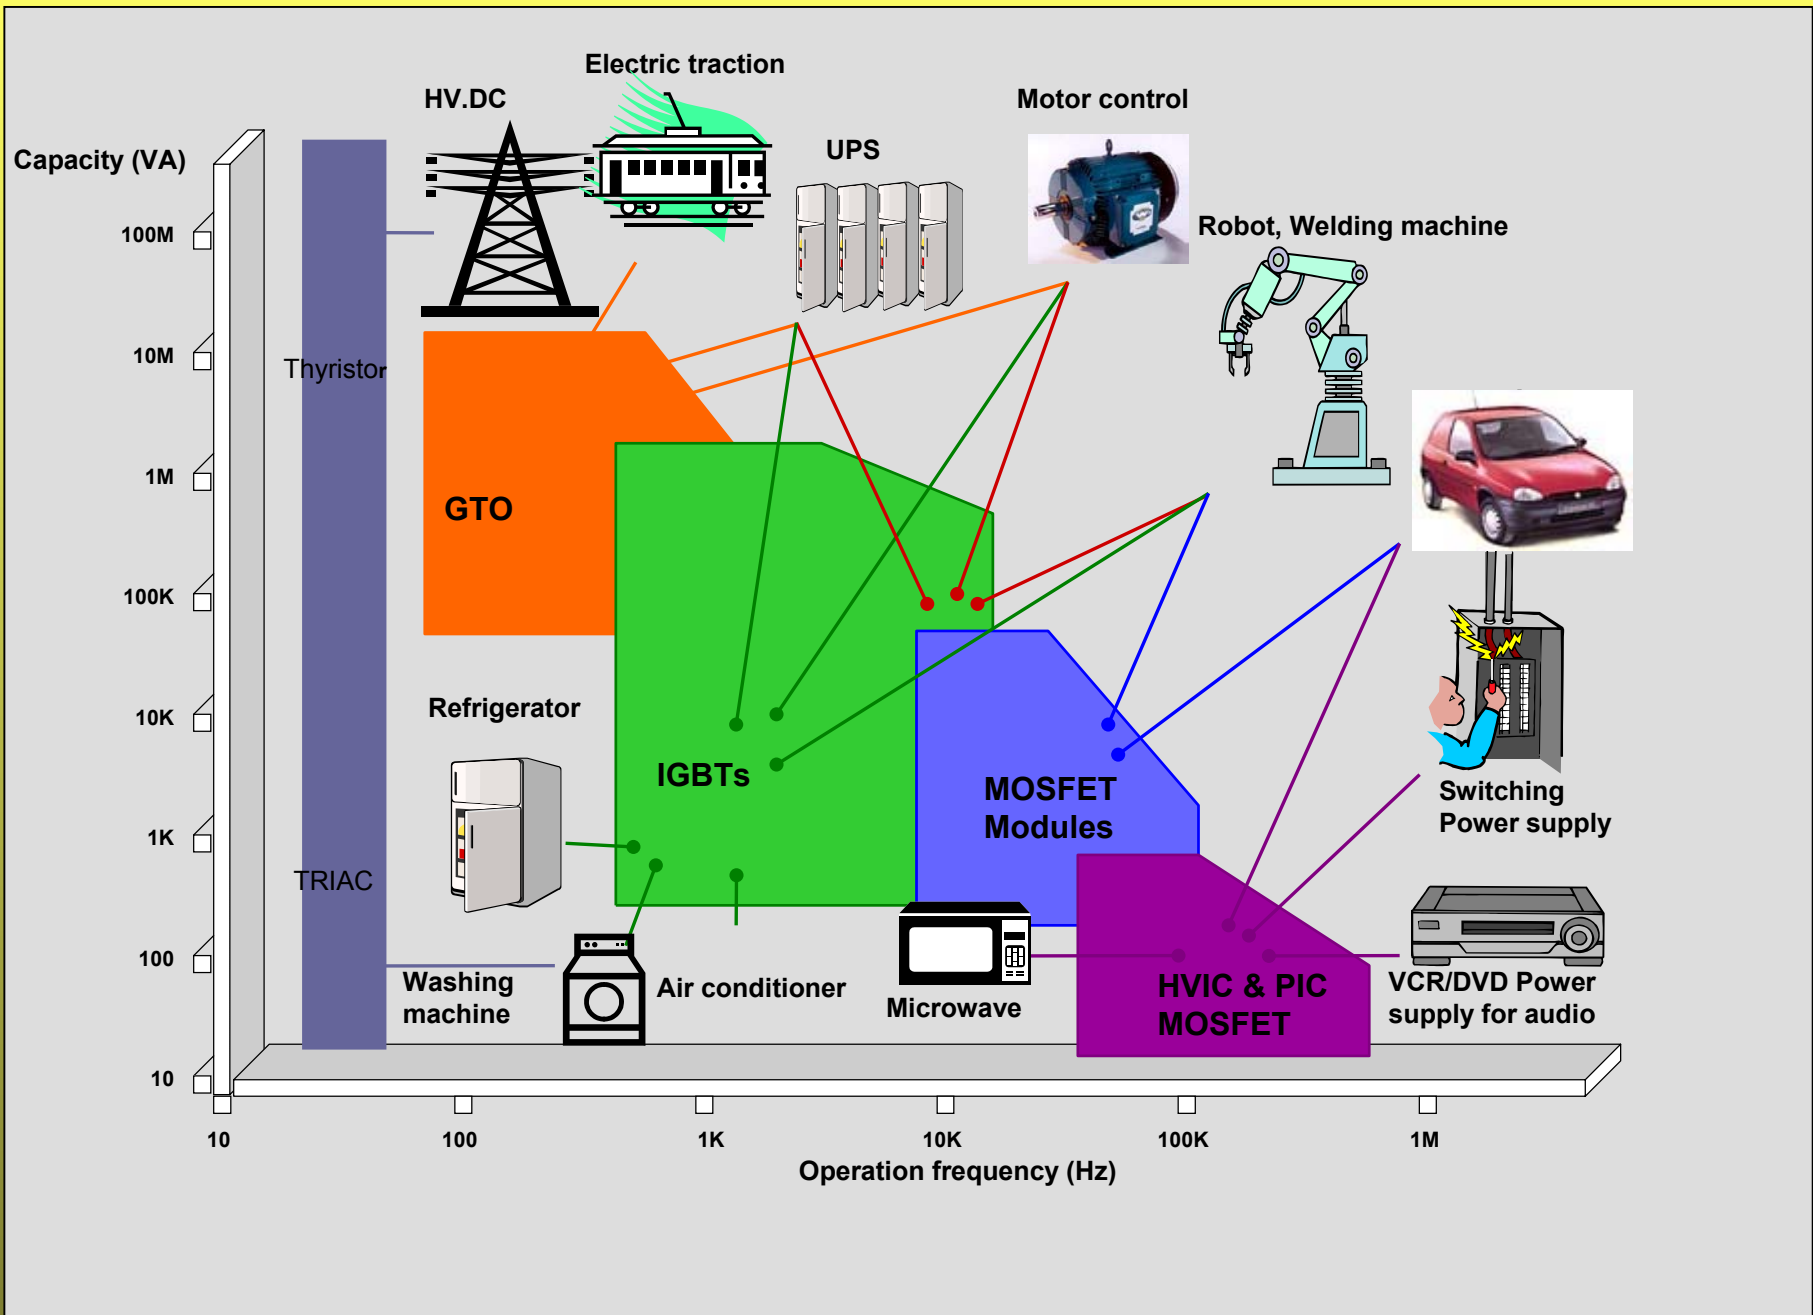 Electric traction
HV.DC
Motor control
Capacity (VA)
UPS
Robot, Welding machine
100M
10M
Thyristor
1M
GTO
100K
Refrigerator
10K
IGBTs
MOSFET
Modules
Switching
Power supply
1K
TRIAC
100
Washing
machine
Air conditioner
Microwave
HVIC & PIC
MOSFET
VCR/DVD Power
supply for audio
10
10
100
1K
10K
100K
1M
Operation frequency (Hz)